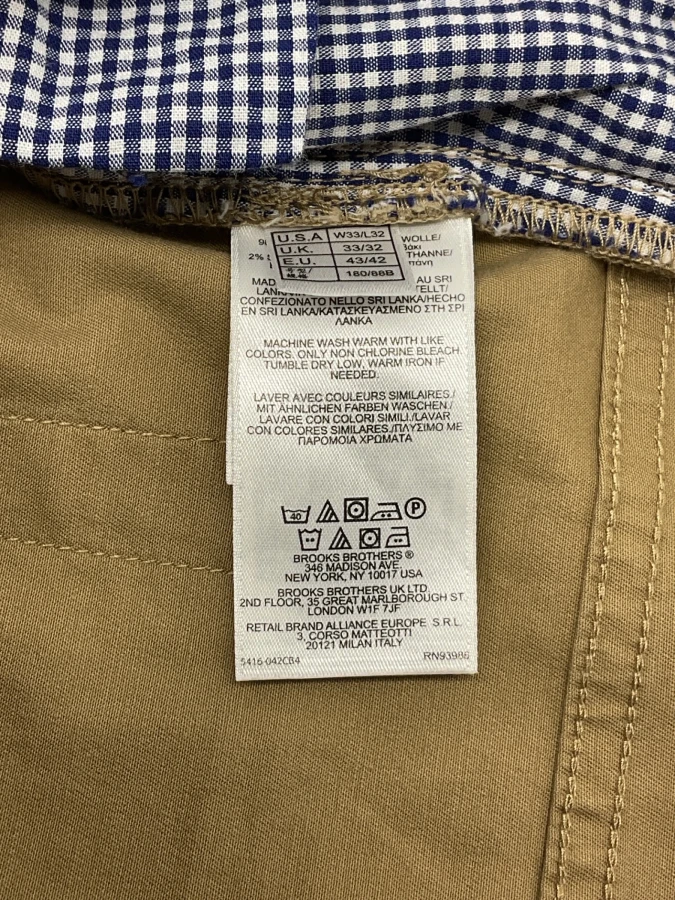 U.S.A W33/L32
U.K. 33/32
E.U. 43/42
180/88B
WOLLE/
2%
THANNE/
MAD AU SRI
LANKA TELLT/
CONFEZIONATO NELLO SRI LANKA/HECHO
EN SRI LANKA/ΚΑΤΑΣΚΕΥΑΣΜΕΝΟ ΣΤΗ ΣΡΙ
ΛΑΝΚΑ
MACHINE WASH WARM WITH LIKE
COLORS. ONLY NON CHLORINE BLEACH.
TUMBLE DRY LOW, WARM IRON IF
NEEDED.
LAVER AVEC COULEURS SIMILAIRES./
MIT ÄHNLICHEN FARBEN WASCHEN./
LAVARE CON COLORI SIMILI./LAVAR
CON COLORES SIMILARES./ΠΛΥΣΙΜΟ ΜΕ
ΠΑΡΟΜΟΙΑ ΧΡΩΜΑΤΑ
40 P
BROOKS BROTHERS ®
346 MADISON AVE.
NEW YORK, NY 10017 USA
BROOKS BROTHERS UK LTD.
2ND FLOOR, 35 GREAT MARLBOROUGH ST.
LONDON W1F 7JF
RETAIL BRAND ALLIANCE EUROPE S.R.L.
3, CORSO MATTEOTTI
20121 MILAN ITALY
5416-042CB4 RN93986